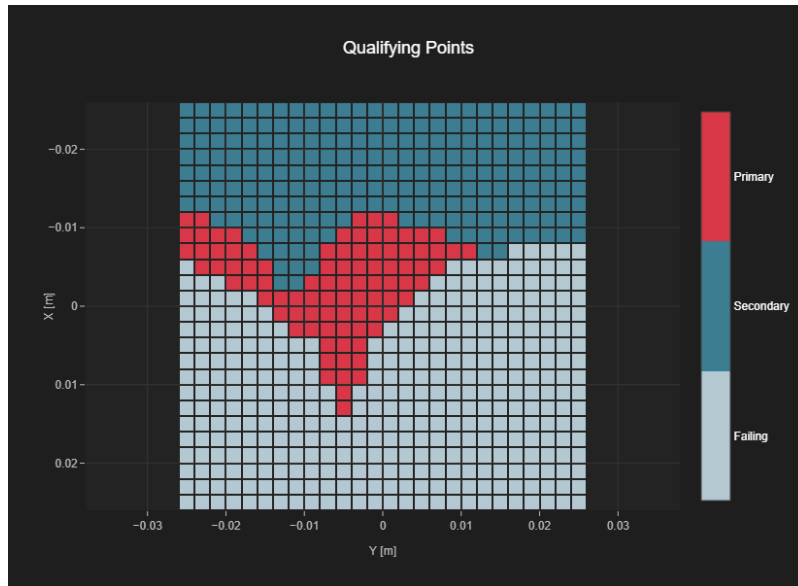 Qualifying Points
Primary
Secondary
Failing
−0.02
−0.01
0
0.01
0.02
X [m]
−0.03
−0.02
−0.01
0
0.01
0.02
0.03
Y [m]